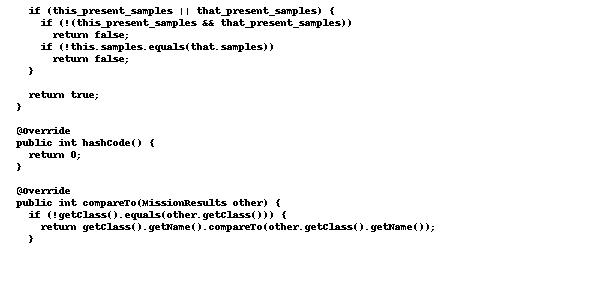 if (this_present_samples || that_present_samples) {
if (!(this_present_samples && that_present_samples))
return false;
if (!this.samples.equals(that.samples))
return false;
}
return true;
}
@Override
public int hashCode() {
return 0;
}
@Override
public int compareTo(MissionResults other) {
if (!getClass().equals(other.getClass())) {
return getClass().getName().compareTo(other.getClass().getName());
}